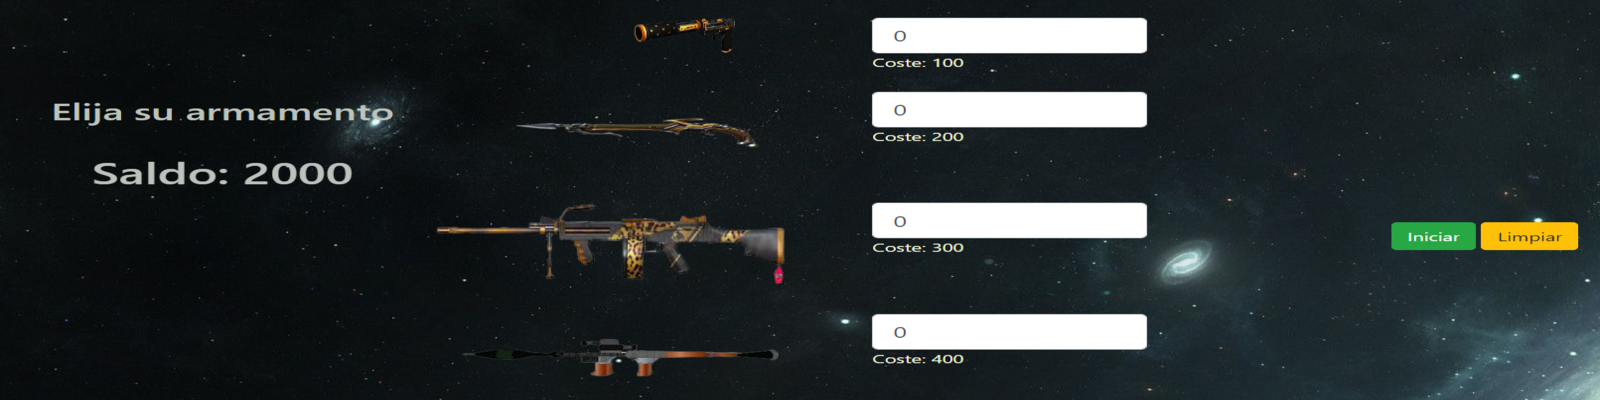 Elija su armamento
Saldo: 2000
0
Coste: 100
0
Coste: 200
0
Coste: 300
0
Coste: 400
Iniciar
Limpiar